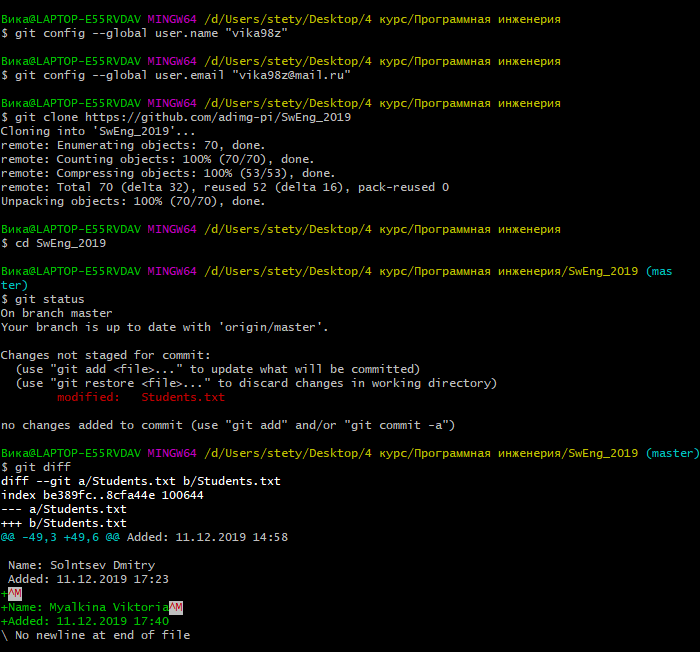 Вика@LAPTOP-E55RVDAV MINGW64 /d/Users/stety/Desktop/4 курс/Программная инженерия
$ git config --global user.name "vika98z"
Вика@LAPTOP-E55RVDAV MINGW64 /d/Users/stety/Desktop/4 курс/Программная инженерия
$ git config --global user.email "vika98z@mail.ru"
Вика@LAPTOP-E55RVDAV MINGW64 /d/Users/stety/Desktop/4 курс/Программная инженерия
$ git clone https://github.com/adimg-pi/SwEng_2019
Cloning into 'SwEng_2019'...
remote: Enumerating objects: 70, done.
remote: Counting objects: 100% (70/70), done.
remote: Compressing objects: 100% (53/53), done.
remote: Total 70 (delta 32), reused 52 (delta 16), pack-reused 0
Unpacking objects: 100% (70/70), done.
Вика@LAPTOP-E55RVDAV MINGW64 /d/Users/stety/Desktop/4 курс/Программная инженерия
$ cd SwEng_2019
Вика@LAPTOP-E55RVDAV MINGW64 /d/Users/stety/Desktop/4 курс/Программная инженерия/SwEng_2019 (mas
ter)
$ git status
On branch master
Your branch is up to date with 'origin/master'.
Changes not staged for commit:
  (use "git add <file>..." to update what will be committed)
  (use "git restore <file>..." to discard changes in working directory)
        modified:   Students.txt
no changes added to commit (use "git add" and/or "git commit -a")
Вика@LAPTOP-E55RVDAV MINGW64 /d/Users/stety/Desktop/4 курс/Программная инженерия/SwEng_2019 (master)
$ git diff
diff --git a/Students.txt b/Students.txt
index be389fc..8cfa44e 100644
--- a/Students.txt
+++ b/Students.txt
@@ -49,3 +49,6 @@ Added: 11.12.2019 14:58
 Name: Solntsev Dmitry
 Added: 11.12.2019 17:23
+^M
+Name: Myalkina Viktoria^M
+Added: 11.12.2019 17:40
\ No newline at end of file